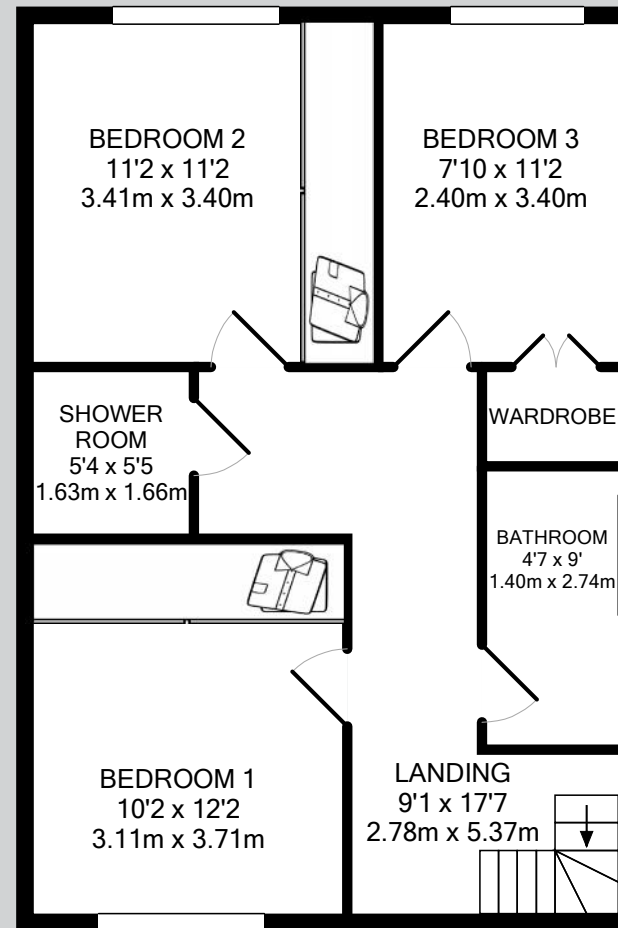 BEDROOM 2
11'2 x 11'2
3.41m x 3.40m
BEDROOM 3
7'10 x 11'2
2.40m x 3.40m
SHOWER
ROOM
5'4 x 5'5
1.63m x 1.66m
WARDROBE
BATHROOM
4'7 x 9'
1.40m x 2.74m
BEDROOM 1
10'2 x 12'2
3.11m x 3.71m
LANDING
9'1 x 17'7
2.78m x 5.37m